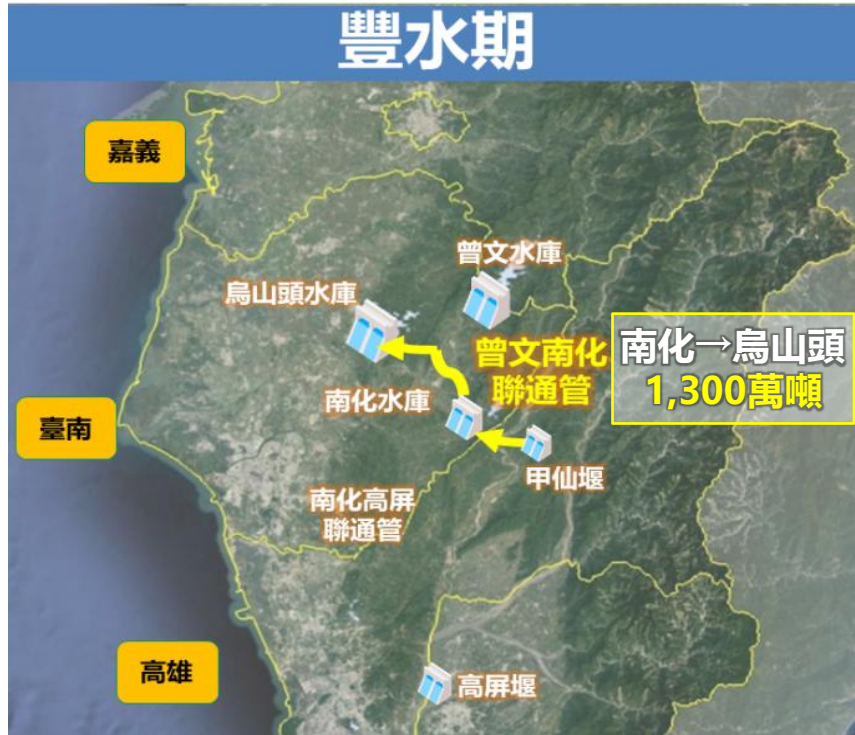 豐水期
嘉義
曾文水庫
烏山頭水庫
曾文南化
聯通管
南化→烏山頭
1,300萬噸
南化水庫
臺南
甲仙堰
南化高屏
聯通管
高雄
高屏堰